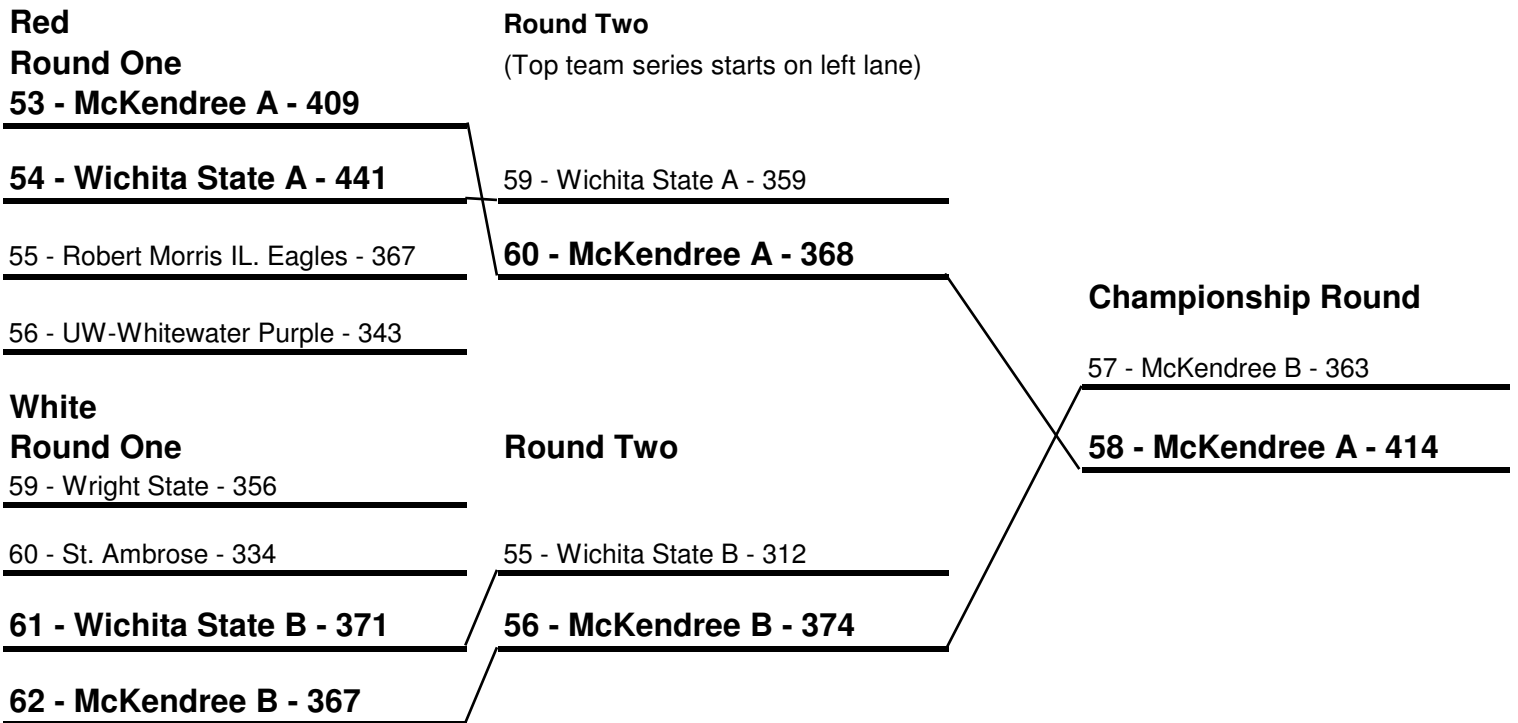 Red
Round One
53 - McKendree A - 409
54 - Wichita State A - 441
55 - Robert Morris IL. Eagles - 367
56 - UW-Whitewater Purple - 343
White
Round One
59 - Wright State - 356
60 - St. Ambrose - 334
61 - Wichita State B - 371
62 - McKendree B - 367
Round Two
(Top team series starts on left lane)
59 - Wichita State A - 359
60 - McKendree A - 368
Round Two
55 - Wichita State B - 312
56 - McKendree B - 374
Championship Round
57 - McKendree B - 363
58 - McKendree A - 414